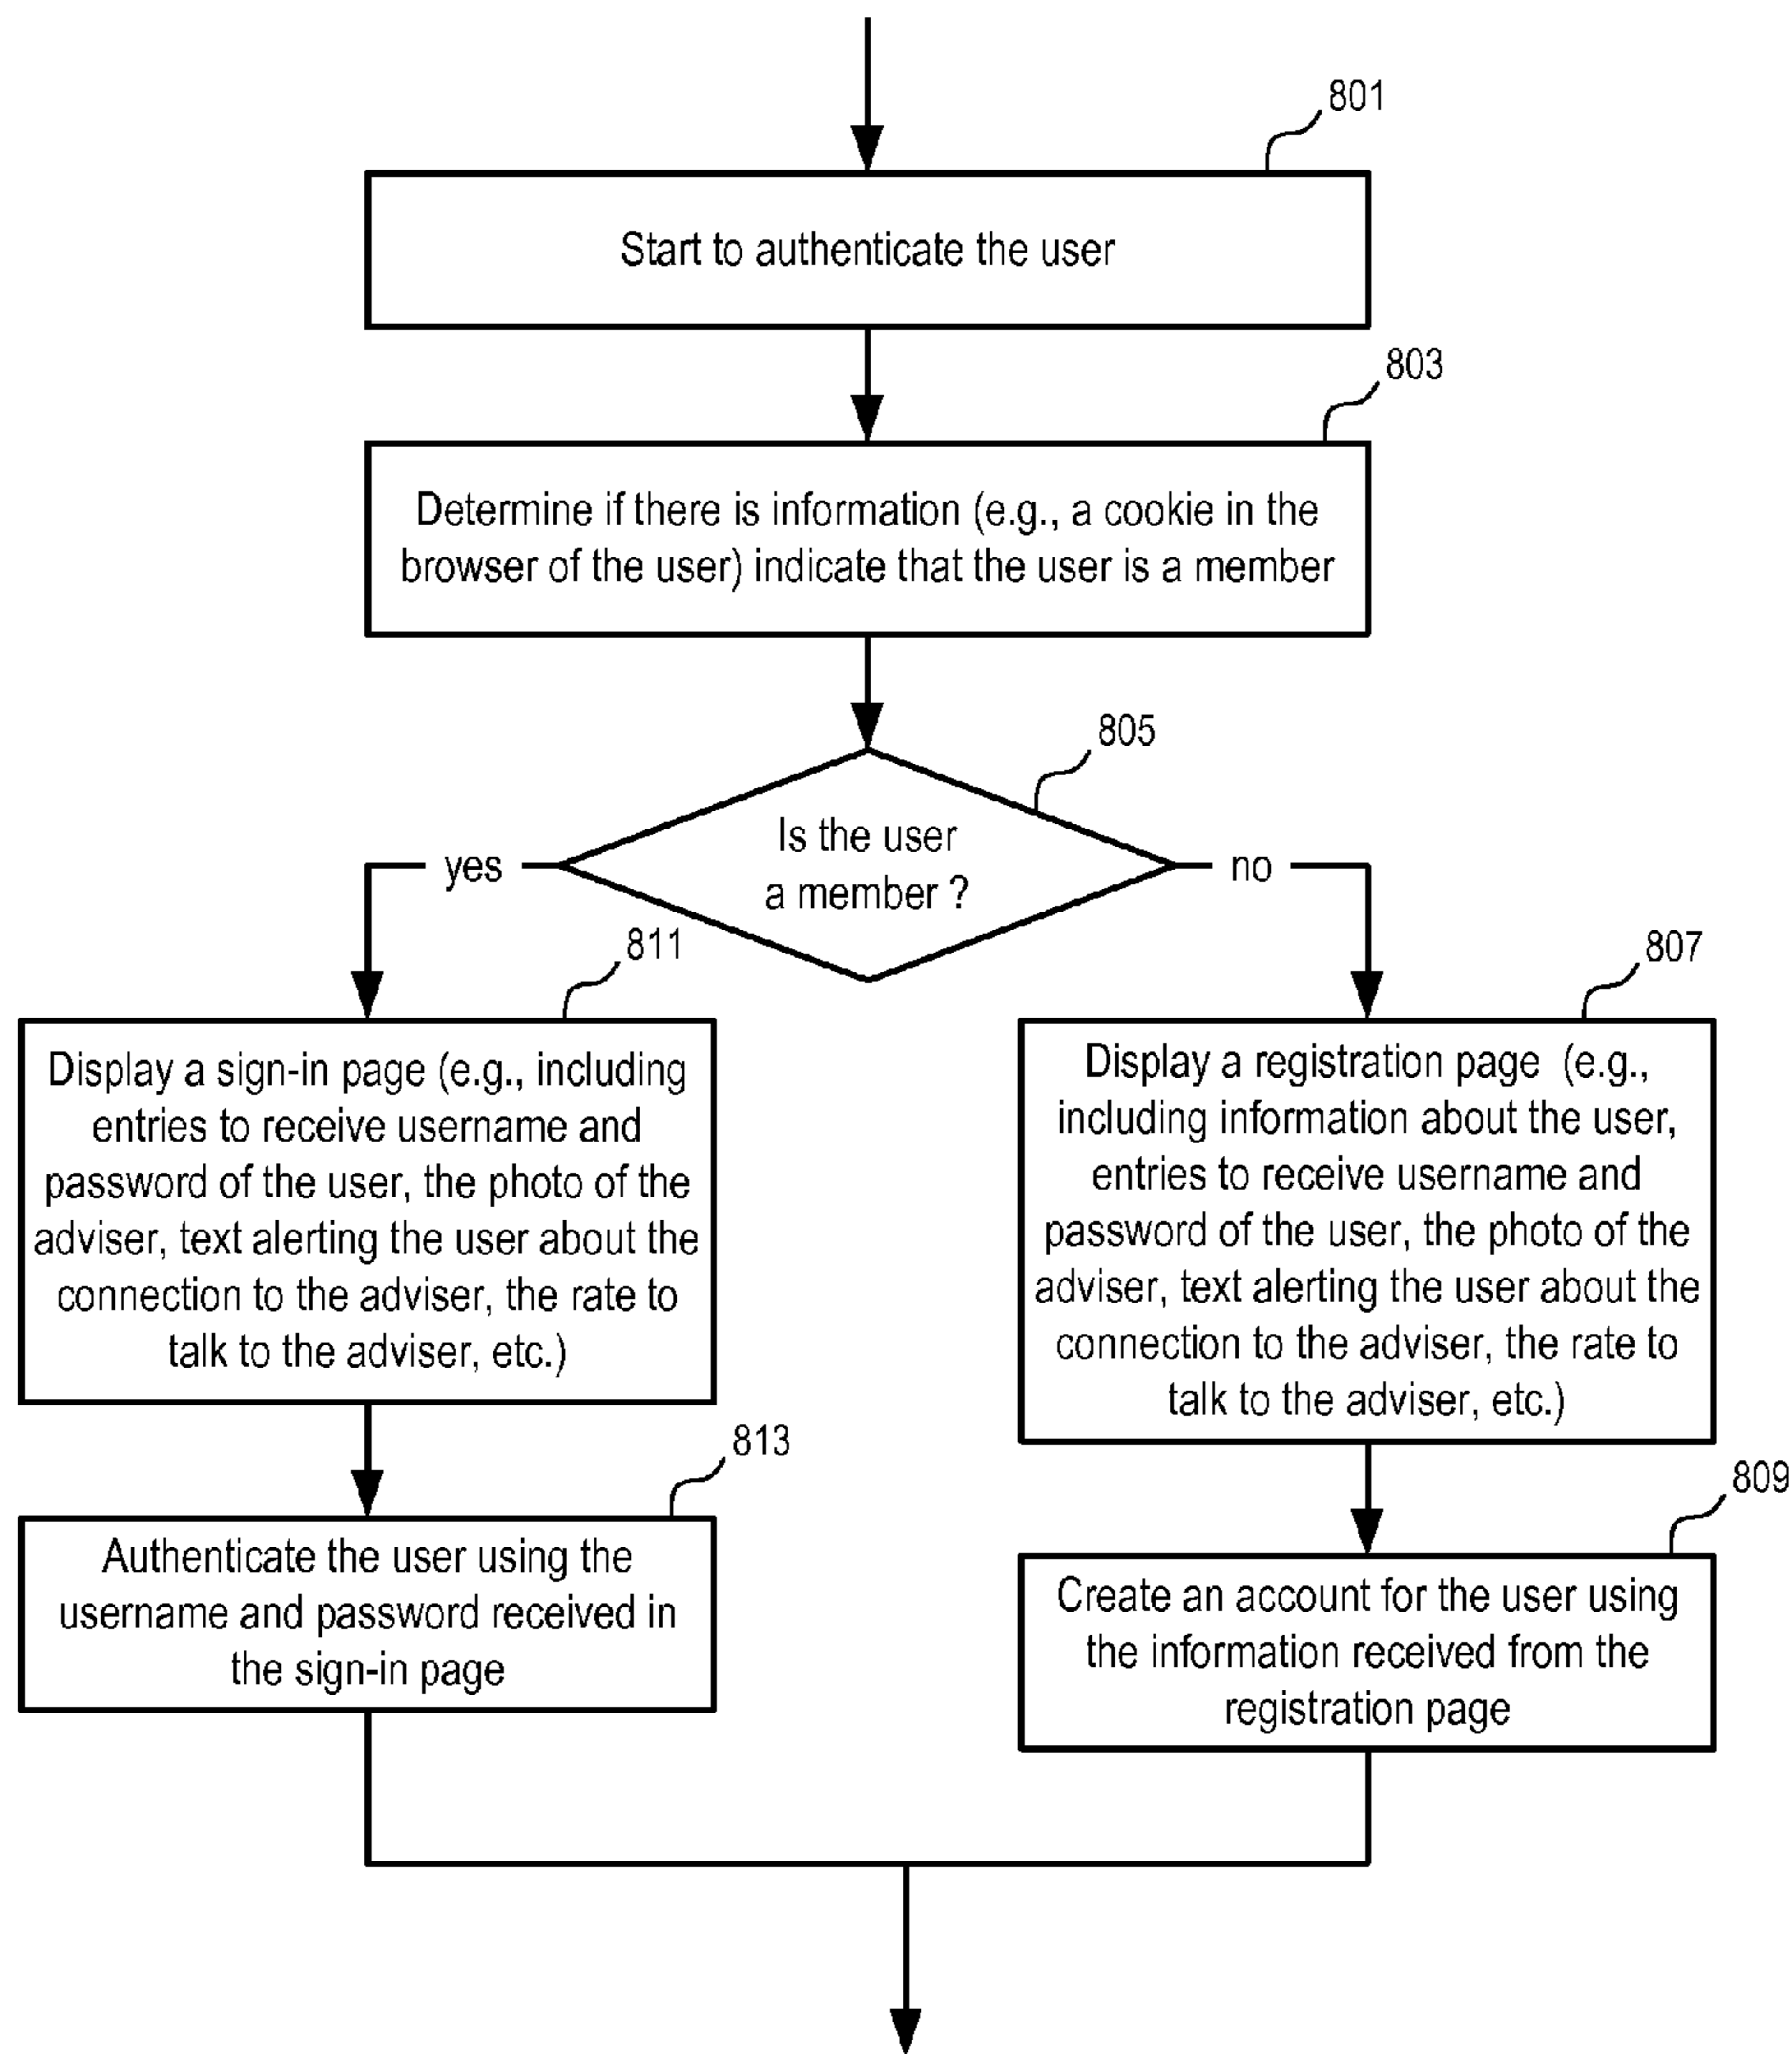 801
Start to authenticate the user
803
Determine if there is information (e.g., a cookie in the
browser of the user) indicate that the user is a member
805
Is the user
a member ?
yes
no
811
Display a sign-in page (e.g., including
entries to receive username and
password of the user, the photo of the
adviser, text alerting the user about the
connection to the adviser, the rate to
talk to the adviser, etc.)
807
Display a registration page (e.g.,
including information about the user,
entries to receive username and
password of the user, the photo of the
adviser, text alerting the user about the
connection to the adviser, the rate to
talk to the adviser, etc.)
813
Authenticate the user using the
username and password received in
the sign-in page
809
Create an account for the user using
the information received from the
registration page